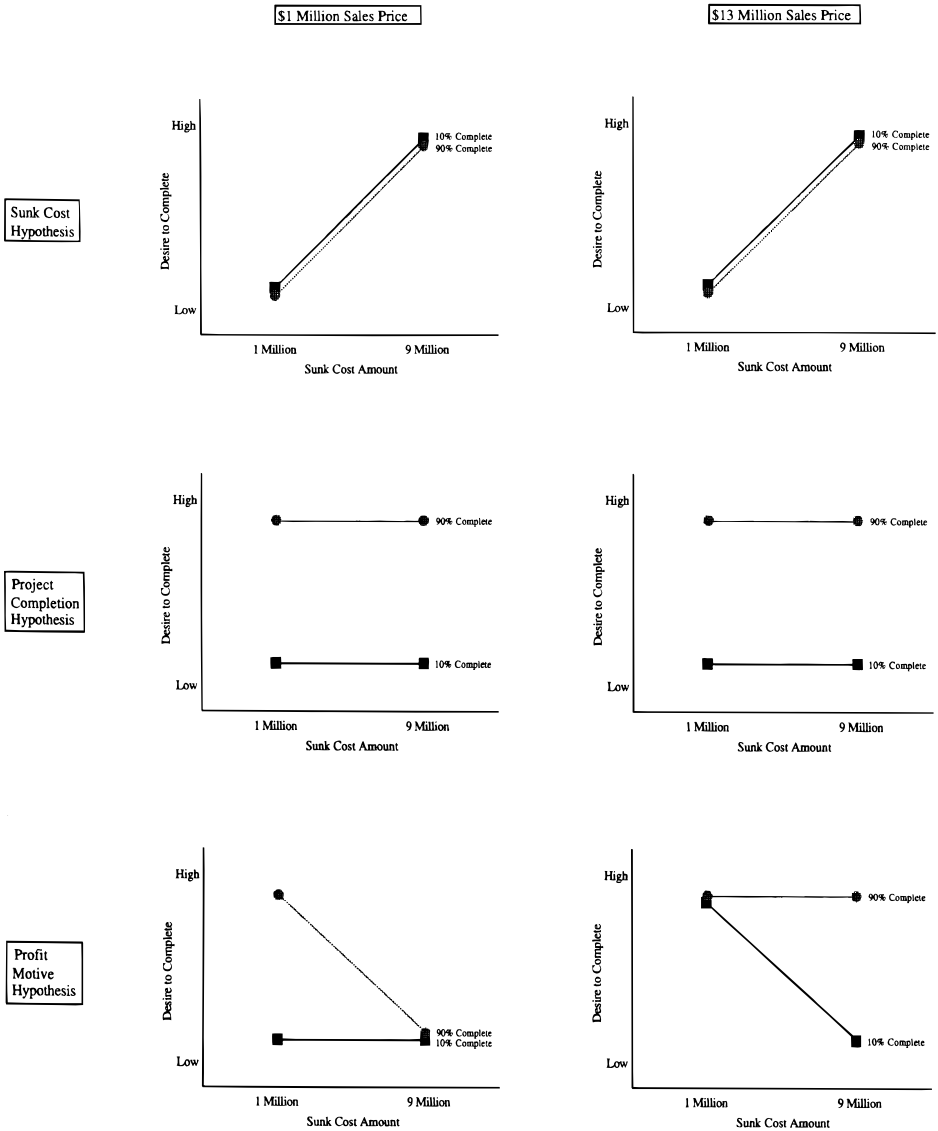 $1 Million Sales Price
$13 Million Sales Price
Sunk Cost
Hypothesis
High
Low
Desire to Complete
10% Complete
90% Complete
1 Million
9 Million
Sunk Cost Amount
High
Low
Desire to Complete
10% Complete
90% Complete
1 Million
9 Million
Sunk Cost Amount
Project
Completion
Hypothesis
High
Low
Desire to Complete
90% Complete
10% Complete
1 Million
9 Million
Sunk Cost Amount
High
Low
Desire to Complete
90% Complete
10% Complete
1 Million
9 Million
Sunk Cost Amount
Profit
Motive
Hypothesis
High
Low
Desire to Complete
90% Complete
10% Complete
1 Million
9 Million
Sunk Cost Amount
High
Low
Desire to Complete
90% Complete
10% Complete
1 Million
9 Million
Sunk Cost Amount